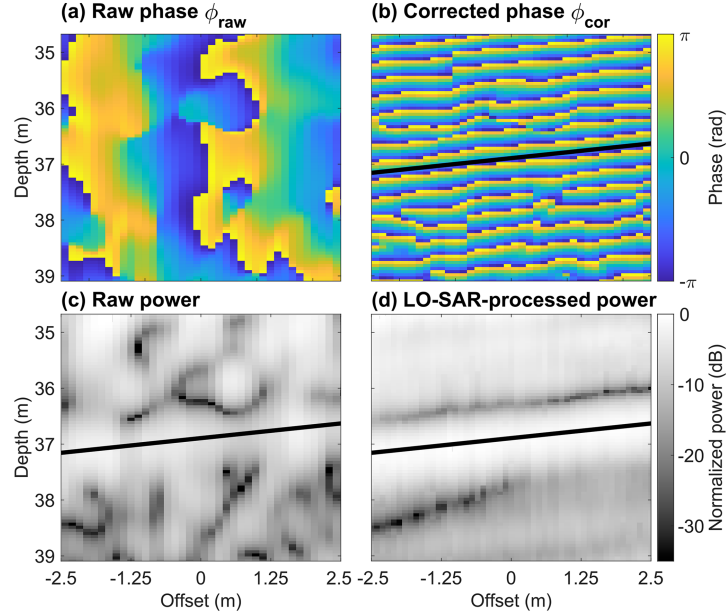 (a) Raw phase ϕraw
(b) Corrected phase ϕcor
35
36
37
38
39
Depth (m)
π
0
-π
Phase (rad)
(c) Raw power
(d) LO-SAR-processed power
35
36
37
38
39
Depth (m)
0
-10
-20
-30
Normalized power (dB)
-2.5 -1.25 0 1.25 2.5
-2.5 -1.25 0 1.25 2.5
Offset (m)
Offset (m)